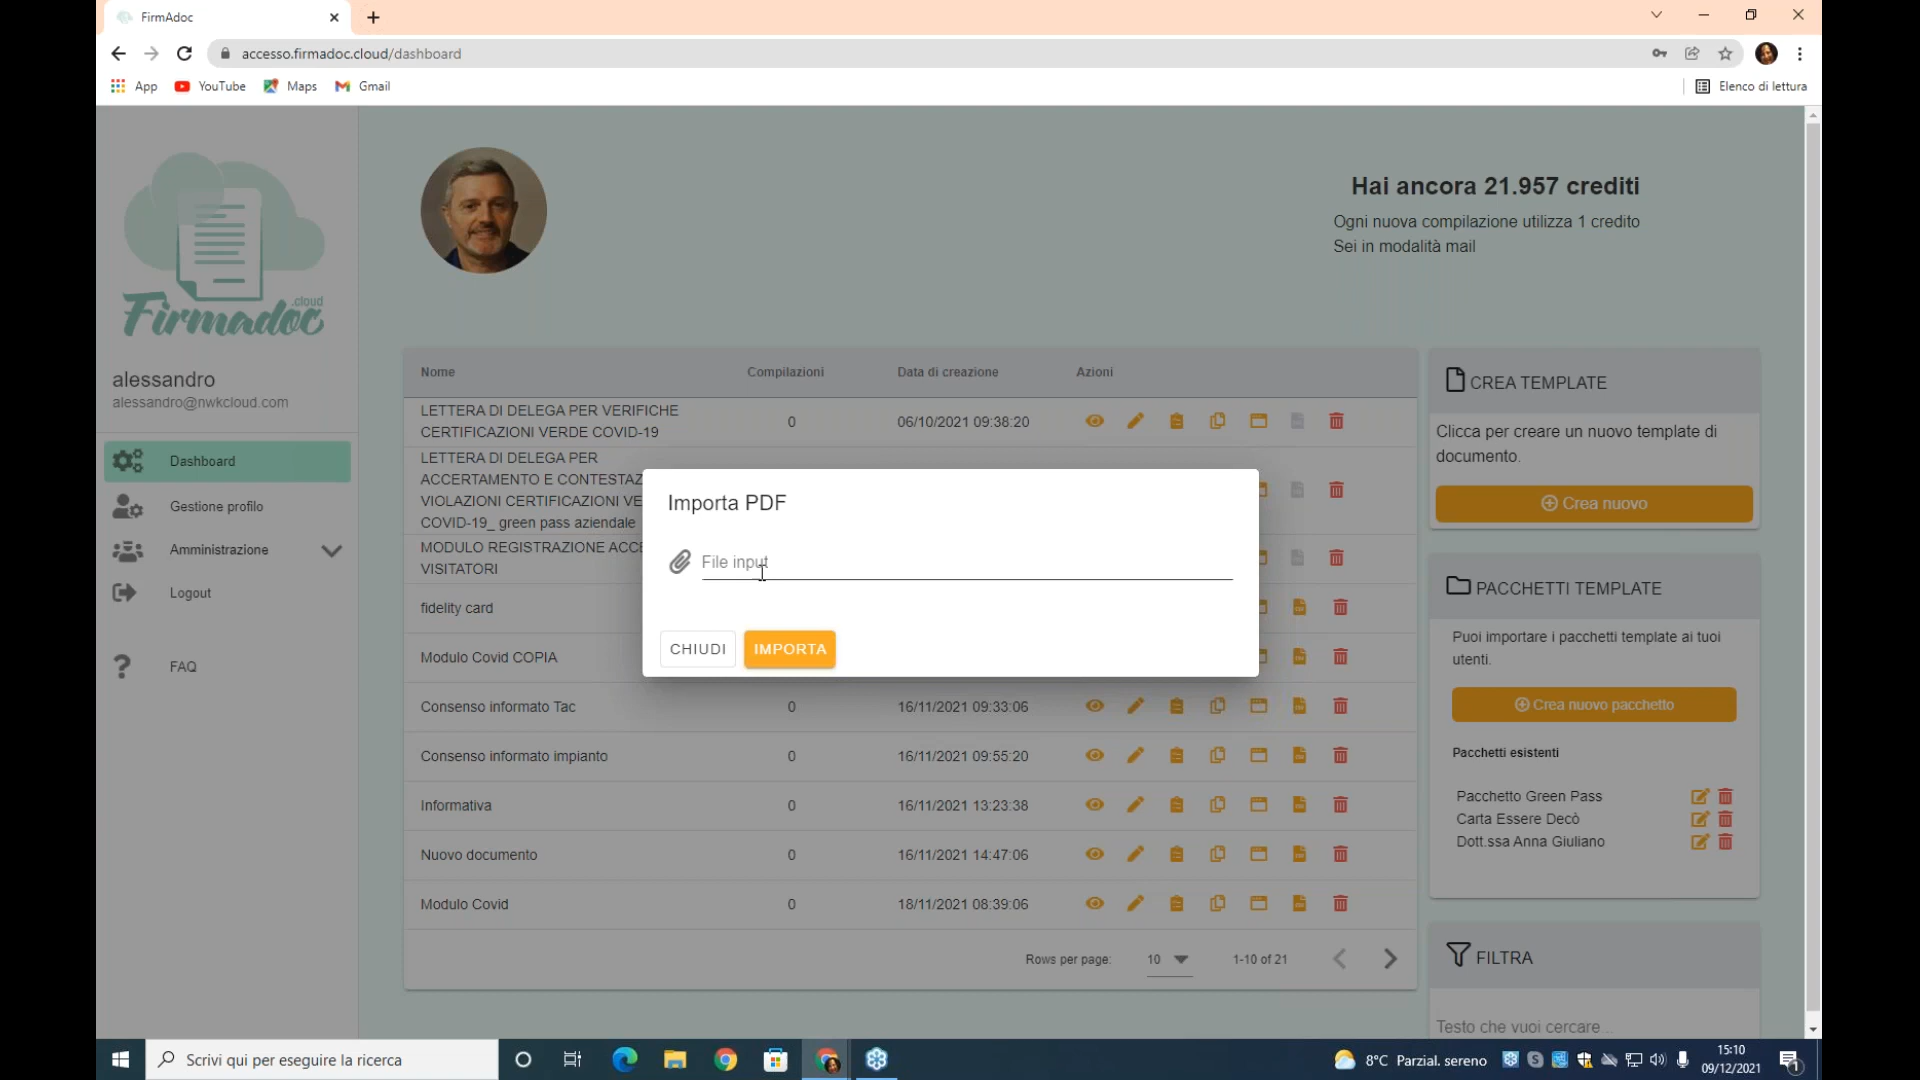 FirmAdoc
accesso.firmadoc.cloud/dashboard
App YouTube Maps Gmail
Elenco di lettura
Firmadoc.cloud
alessandro
alessandro@nwkcloud.com
Dashboard
Gestione profilo
Amministrazione
Logout
FAQ
Hai ancora 21.957 crediti
Ogni nuova compilazione utilizza 1 credito
Sei in modalità mail
Nome Compilazioni Data di creazione Azioni
LETTERA DI DELEGA PER VERIFICHE
CERTIFICAZIONI VERDE COVID-19 0 06/10/2021 09:38:20
LETTERA DI DELEGA PER
ACCERTAMENTO E CONTESTAZ
VIOLAZIONI CERTIFICAZIONI VE
COVID-19_ green pass aziendale
MODULO REGISTRAZIONE ACCE
VISITATORI
fidelity card
Modulo Covid COPIA
Consenso informato Tac 0 16/11/2021 09:33:06
Consenso informato impianto 0 16/11/2021 09:55:20
Informativa 0 16/11/2021 13:23:38
Nuovo documento 0 16/11/2021 14:47:06
Modulo Covid 0 18/11/2021 08:39:06
Rows per page: 10 1-10 of 21
Importa PDF
File input
CHIUDI IMPORTA
CREA TEMPLATE
Clicca per creare un nuovo template di
documento.
Crea nuovo
PACCHETTI TEMPLATE
Puoi importare i pacchetti template ai tuoi
utenti.
Crea nuovo pacchetto
Pacchetti esistenti
Pacchetto Green Pass
Carta Essere Decò
Dott.ssa Anna Giuliano
FILTRA
Testo che vuoi cercare...
Scrivi qui per eseguire la ricerca
8°C Parzial. sereno
15:10
09/12/2021
1